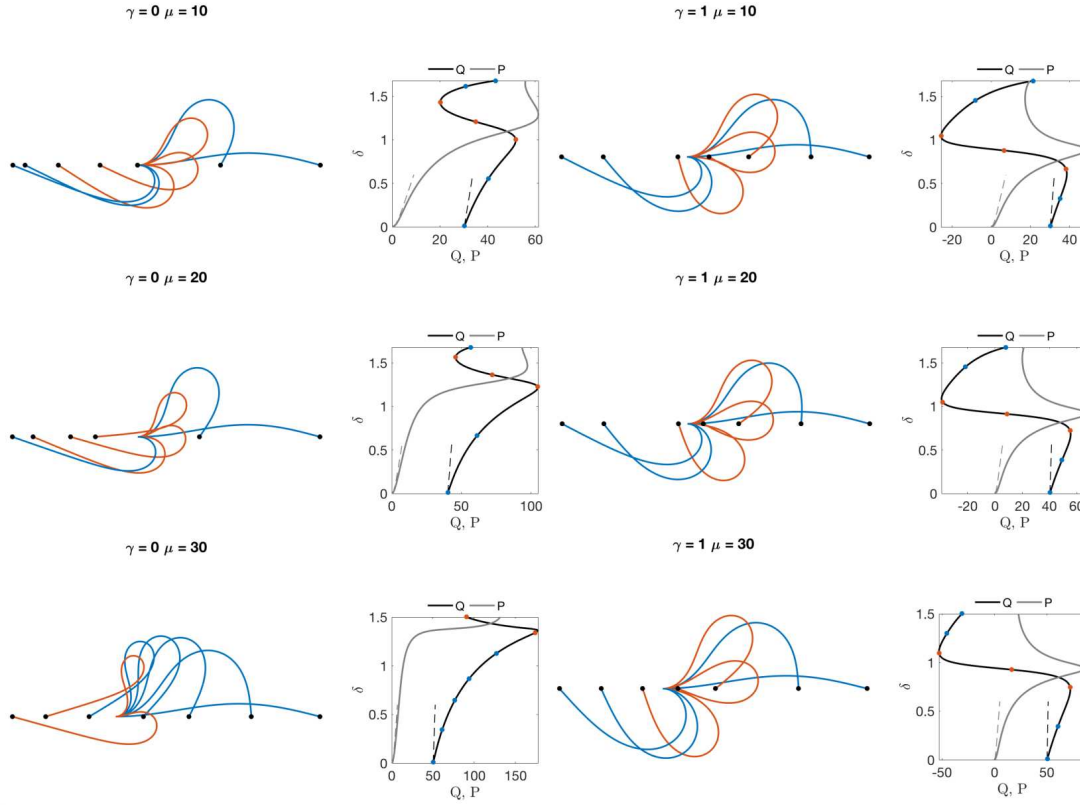 γ = 0 μ = 10
γ = 1 μ = 10
Q P
1.5
1
0.5
0
δ
0 20 40 60
Q, P
Q P
1.5
1
0.5
0
δ
-20 0 20 40
Q, P
γ = 0 μ = 20
γ = 1 μ = 20
Q P
1.5
1
0.5
0
δ
0 50 100
Q, P
Q P
1.5
1
0.5
0
δ
-20 0 20 40 60
Q, P
γ = 0 μ = 30
γ = 1 μ = 30
Q P
1.5
1
0.5
0
δ
0 50 100 150
Q, P
Q P
1.5
1
0.5
0
δ
-50 0 50
Q, P